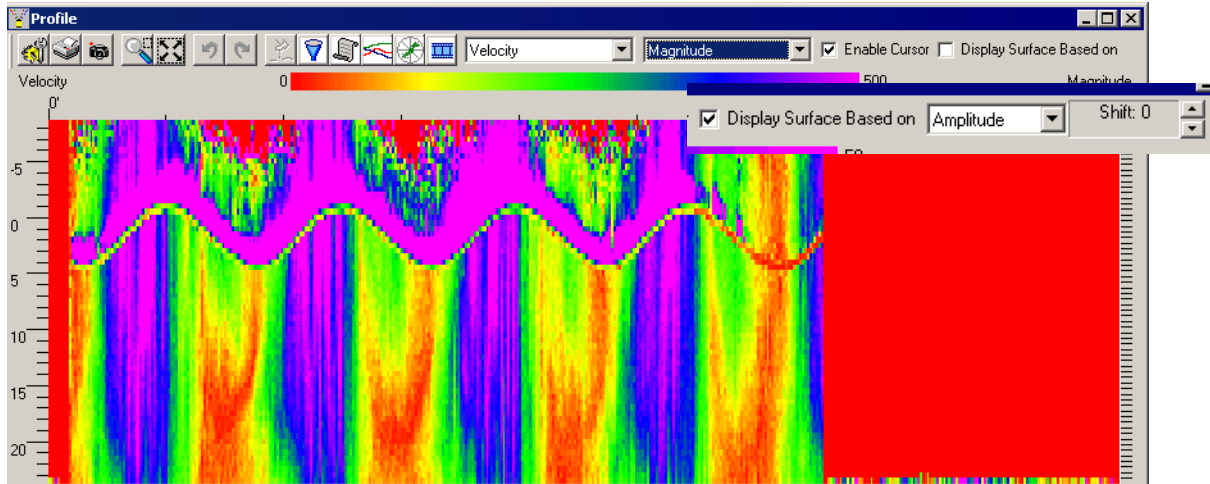 Profile
Velocity Magnitude Enable Cursor Display Surface Based on
Velocity 0 500 Magnitude
0'
Display Surface Based on Amplitude Shift: 0
-5
0
5
10
15
20